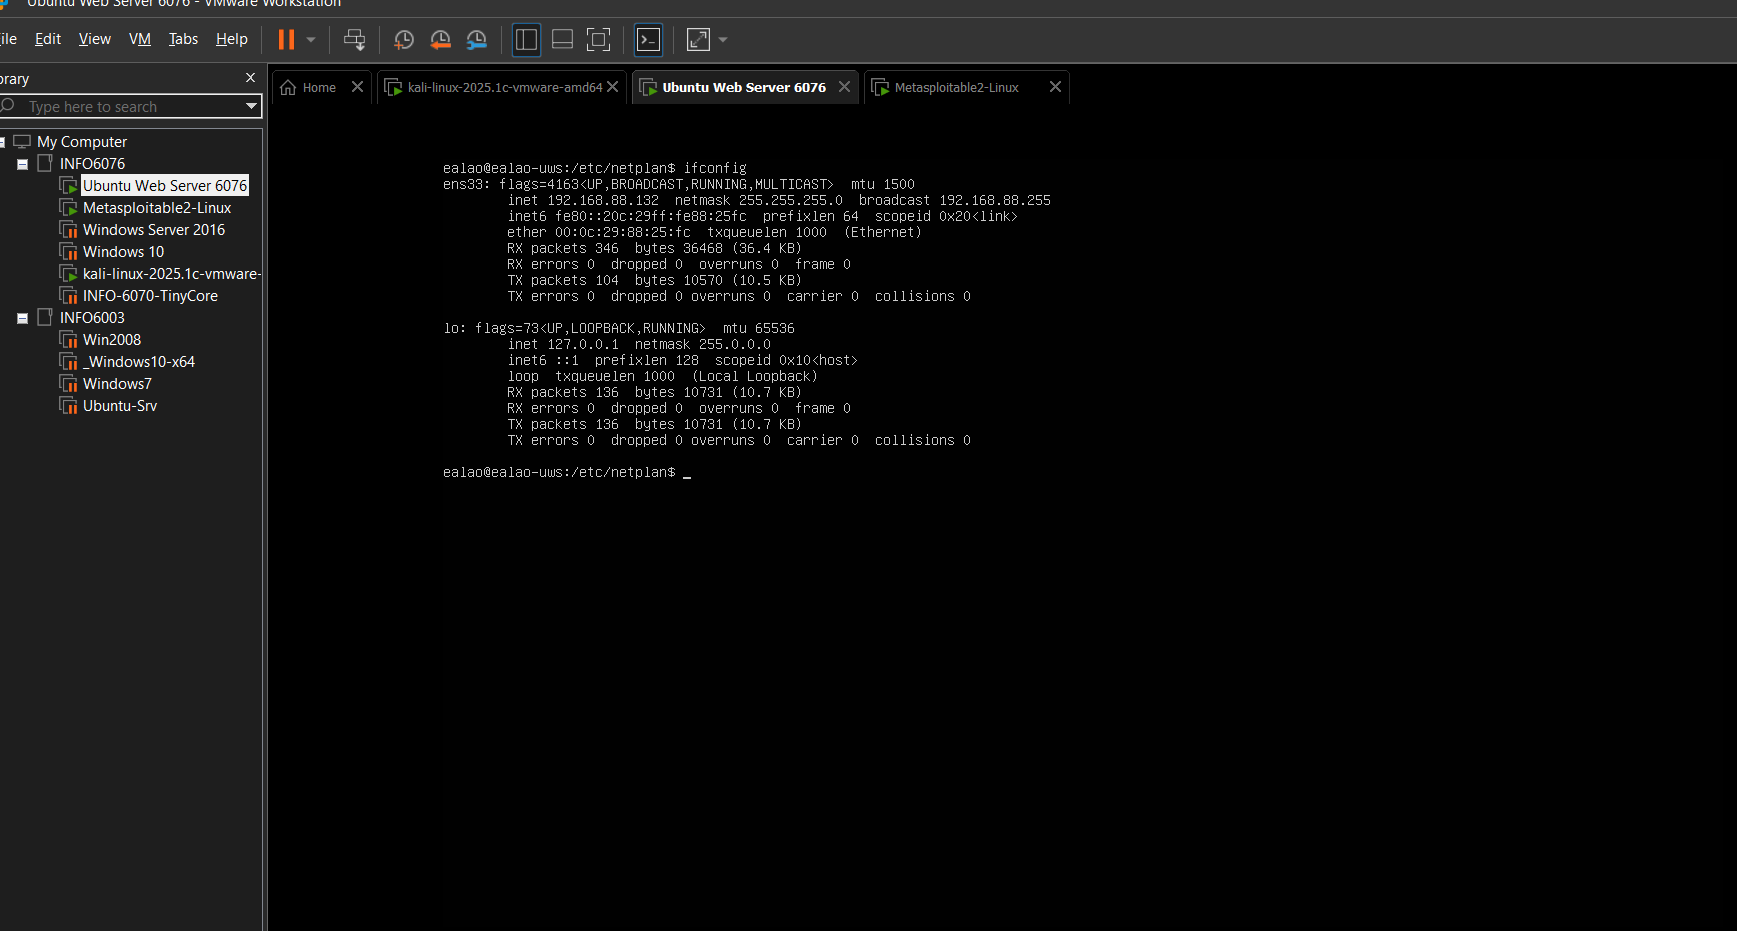 Ubuntu Web Server 6076 - VMware Workstation
ile Edit View VM Tabs Help
brary
Type here to search
My Computer
INFO6076
Ubuntu Web Server 6076
Metasploitable2-Linux
Windows Server 2016
Windows 10
kali-linux-2025.1c-vmware-
INFO-6070-TinyCore
INFO6003
Win2008
_Windows10-x64
Windows7
Ubuntu-Srv
Home kali-linux-2025.1c-vmware-amd64 Ubuntu Web Server 6076 Metasploitable2-Linux
ealao@ealao-uws:/etc/netplan$ ifconfig
ens33: flags=4163<UP,BROADCAST,RUNNING,MULTICAST>  mtu 1500
        inet 192.168.88.132  netmask 255.255.255.0  broadcast 192.168.88.255
        inet6 fe80::20c:29ff:fe88:25fc  prefixlen 64  scopeid 0x20<link>
        ether 00:0c:29:88:25:fc  txqueuelen 1000  (Ethernet)
        RX packets 346  bytes 36468 (36.4 KB)
        RX errors 0  dropped 0  overruns 0  frame 0
        TX packets 104  bytes 10570 (10.5 KB)
        TX errors 0  dropped 0 overruns 0  carrier 0  collisions 0
lo: flags=73<UP,LOOPBACK,RUNNING>  mtu 65536
        inet 127.0.0.1  netmask 255.0.0.0
        inet6 ::1  prefixlen 128  scopeid 0x10<host>
        loop  txqueuelen 1000  (Local Loopback)
        RX packets 136  bytes 10731 (10.7 KB)
        RX errors 0  dropped 0  overruns 0  frame 0
        TX packets 136  bytes 10731 (10.7 KB)
        TX errors 0  dropped 0 overruns 0  carrier 0  collisions 0
ealao@ealao-uws:/etc/netplan$ _